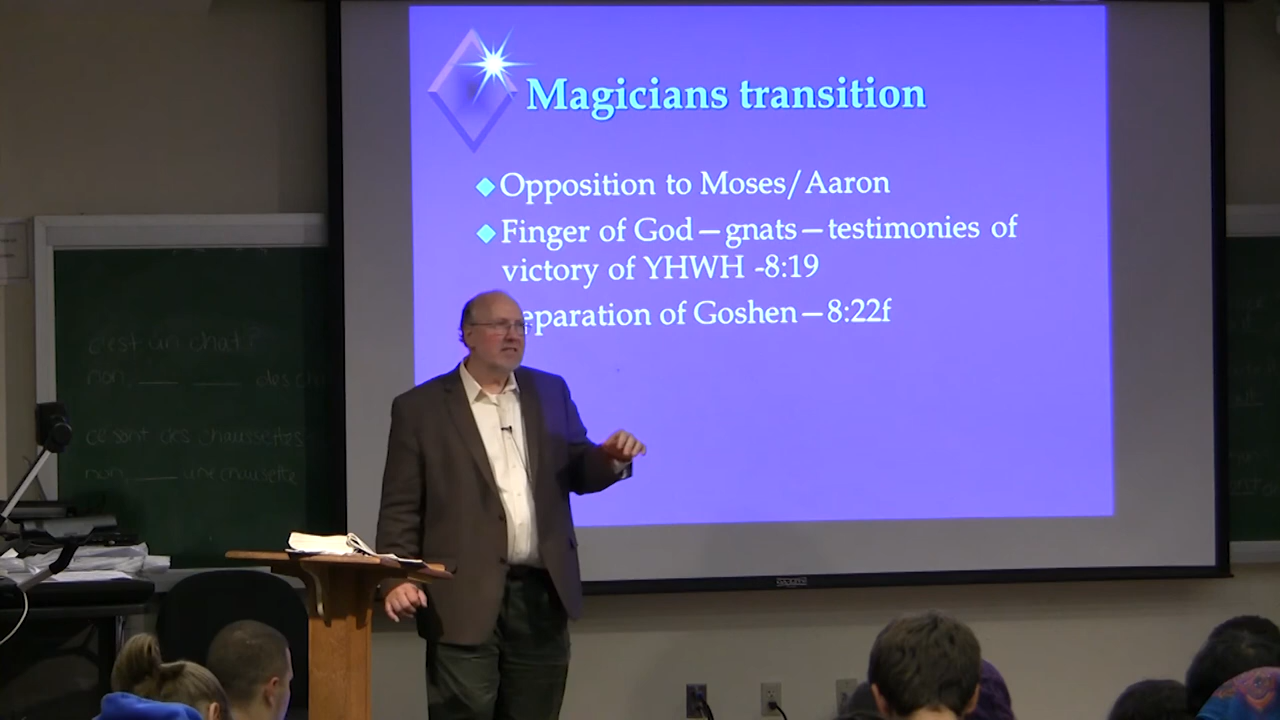 Magicians transition
Opposition to Moses/Aaron
Finger of God—gnats—testimonies of
victory of YHWH -8:19
eparation of Goshen—8:22f
c'est un chat?
non, ___ ___ des
ce sont des chaussettes
non, ___ une chaussette